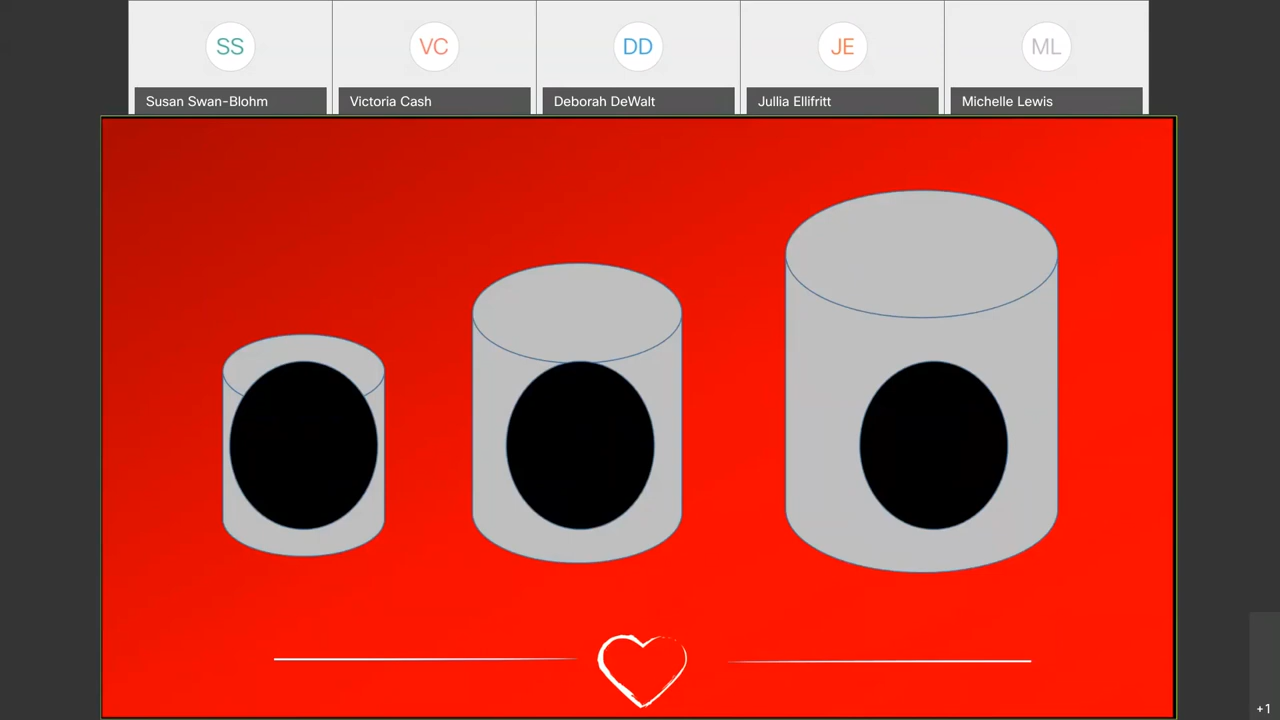 SS
VC
DD
JE
ML
Susan Swan-Blohm
Victoria Cash
Deborah DeWalt
Jullia Ellifritt
Michelle Lewis
+1